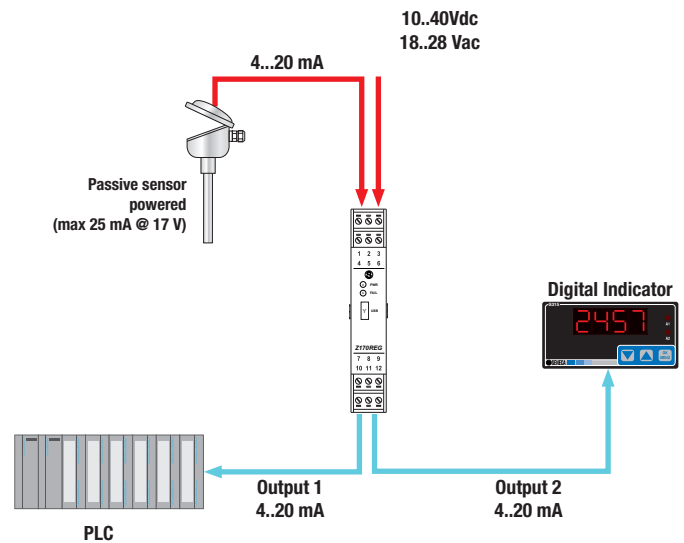 10..40Vdc
18..28 Vac
4...20 mA
Passive sensor
powered
(max 25 mA @ 17 V)
1 2 3
4 5 6
PWR
FAIL
USB
Z170REG
7 8 9
10 11 12
Digital Indicator
2457
SENECA
PLC
Output 1
4..20 mA
Output 2
4..20 mA